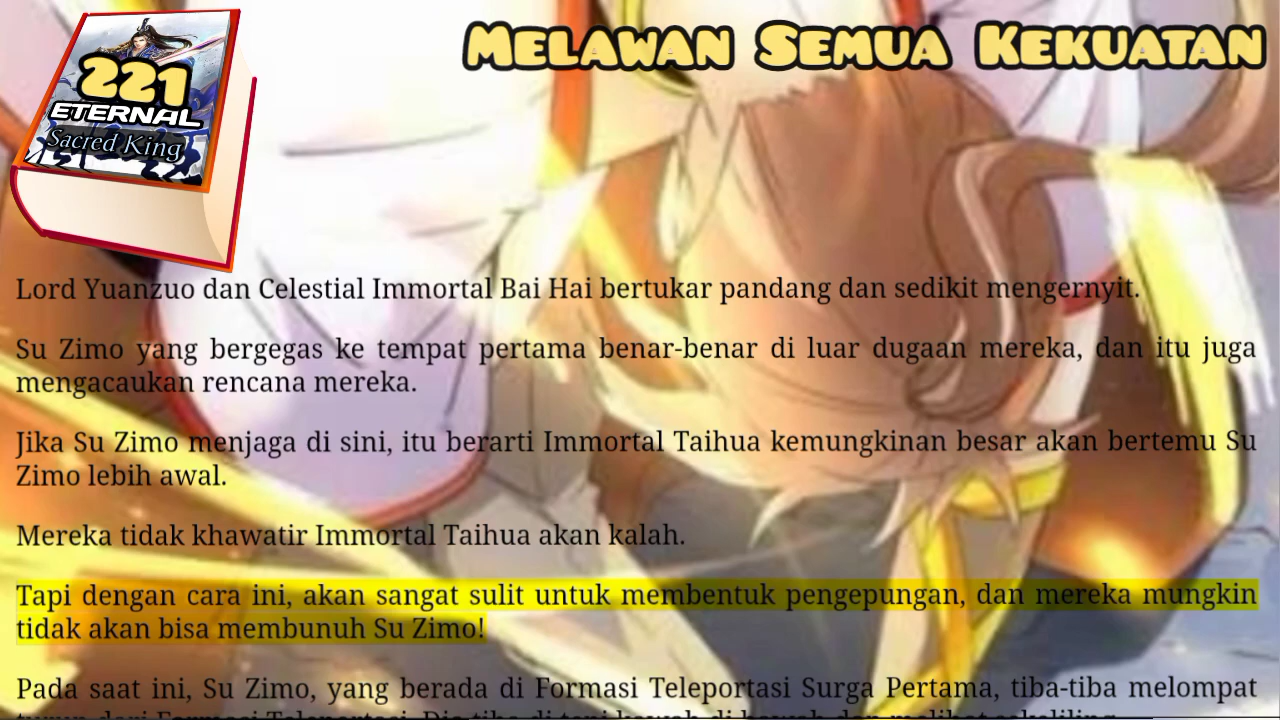 221
ETERNAL
Sacred King
MELAWAN SEMUA KEKUATAN
Lord Yuanzuo dan Celestial Immortal Bai Hai bertukar pandang dan sedikit mengernyit.
Su Zimo yang bergegas ke tempat pertama benar-benar di luar dugaan mereka, dan itu juga
mengacaukan rencana mereka.
Jika Su Zimo menjaga di sini, itu berarti Immortal Taihua kemungkinan besar akan bertemu Su
Zimo lebih awal.
Mereka tidak khawatir Immortal Taihua akan kalah.
Tapi dengan cara ini, akan sangat sulit untuk membentuk pengepungan, dan mereka mungkin
tidak akan bisa membunuh Su Zimo!
Pada saat ini, Su Zimo, yang berada di Formasi Teleportasi Surga Pertama, tiba-tiba melompat